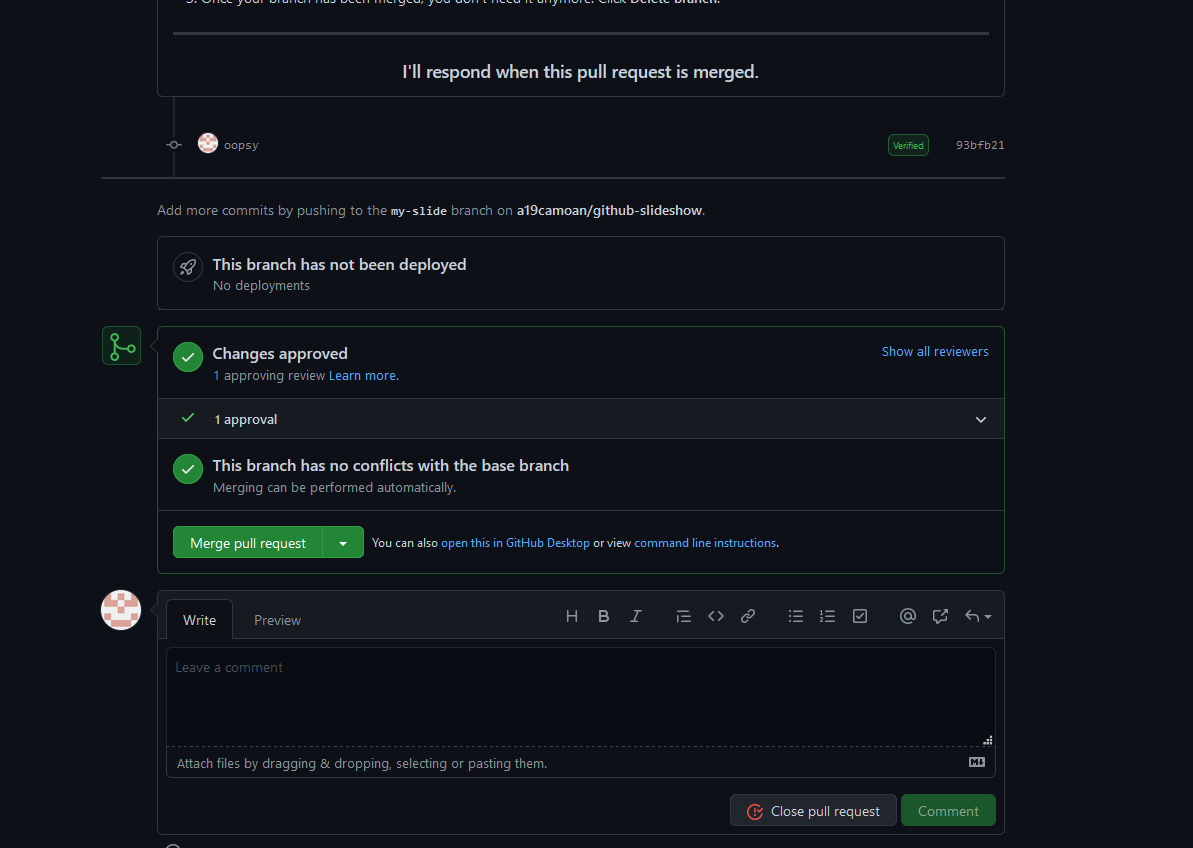 3. Once your branch has been merged, you don't need it anymore. Click Delete branch.
I'll respond when this pull request is merged.
oopsy Verified 93bfb21
Add more commits by pushing to the my-slide branch on a19camoan/github-slideshow.
This branch has not been deployed
No deployments
Changes approved Show all reviewers
1 approving review Learn more.
1 approval
This branch has no conflicts with the base branch
Merging can be performed automatically.
Merge pull request You can also open this in GitHub Desktop or view command line instructions.
Write Preview
Leave a comment
Attach files by dragging & dropping, selecting or pasting them.
Close pull request Comment